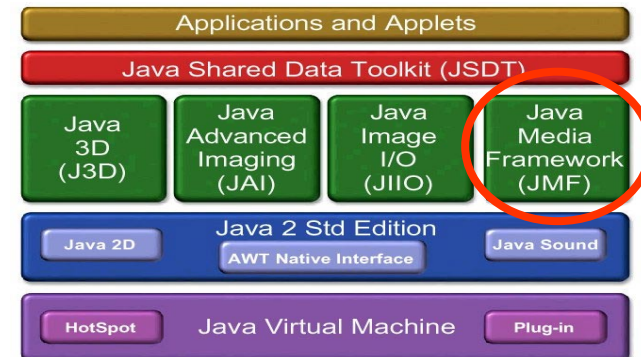 Applications and Applets
Java Shared Data Toolkit (JSDT)
Java
3D
(J3D)
Java
Advanced
Imaging
(JAI)
Java
Image
I/O
(JIIO)
Java
Media
Framework
(JMF)
Java 2 Std Edition
Java 2D
AWT Native Interface
Java Sound
HotSpot
Java Virtual Machine
Plug-in